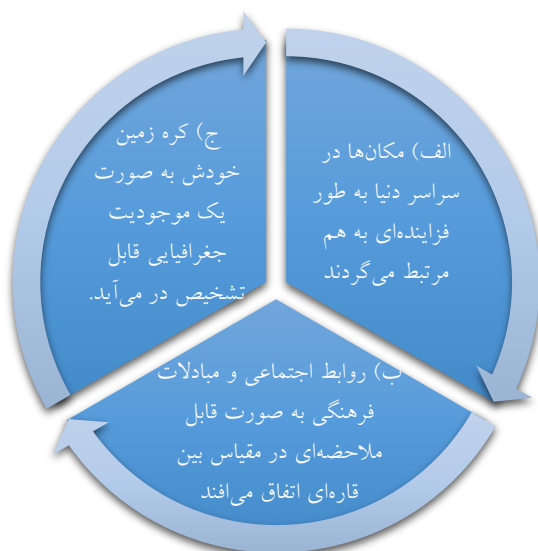 الف) مکان‌ها در
سراسر دنیا به طور
فزاینده‌ای به هم
مرتبط می‌گردند
ب) روابط اجتماعی و مبادلات
فرهنگی به صورت قابل
ملاحضه‌ای در مقیاس بین
قاره‌ای اتفاق می‌افند
ج) کره زمین
خودش به صورت
یک موجودیت
جغرافیایی قابل
تشخیص در می‌آید.